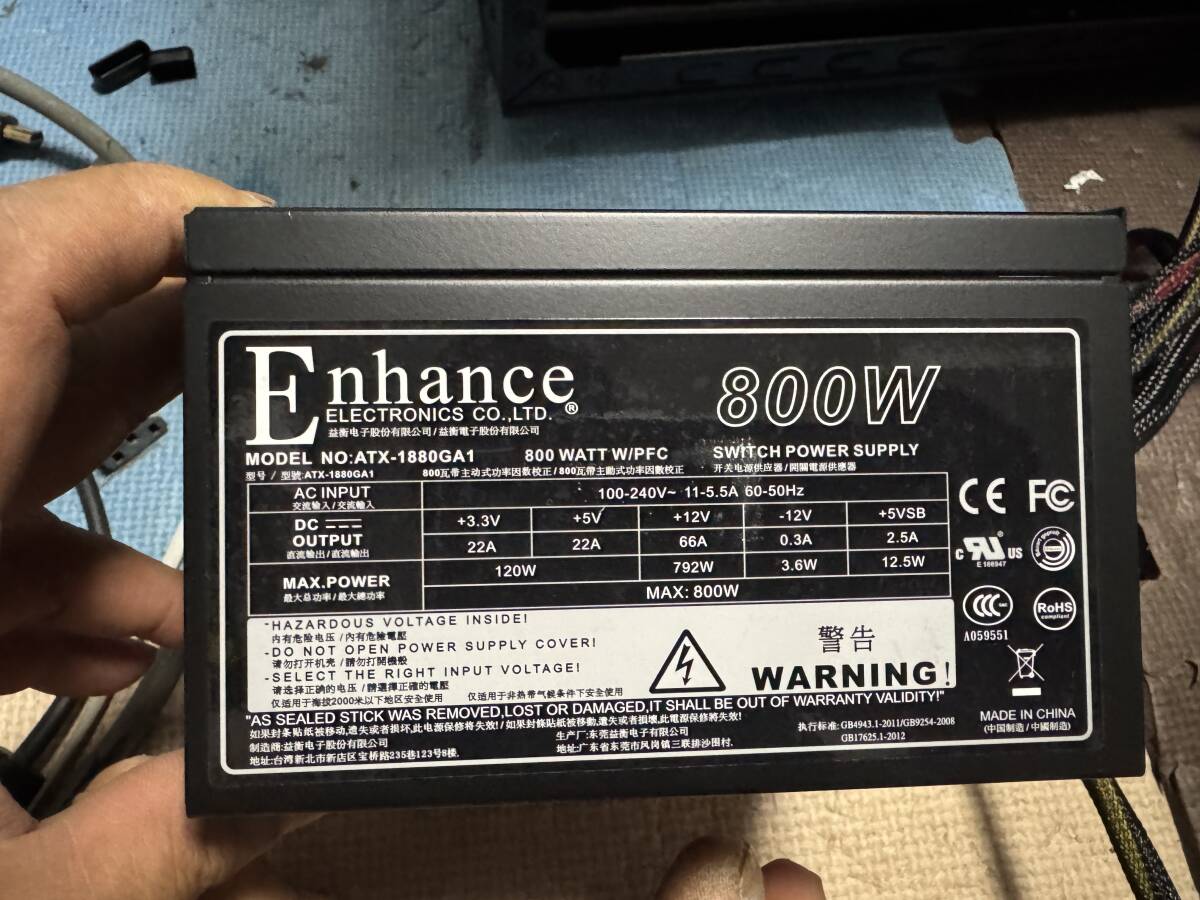 Enhance
ELECTRONICS CO.,LTD. ®
益衡电子股份有限公司/益衡電子股份有限公司
800W
MODEL NO:ATX-1880GA1 800 WATT W/PFC SWITCH POWER SUPPLY
型号 / 型號:ATX-1880GA1 800瓦带主动式功率因数校正/800瓦帶主動式功率因數校正 开关电源供应器/開關電源供應器
AC INPUT 100-240V~ 11-5.5A 60-50Hz
交流输入/交流輸入
DC OUTPUT +3.3V +5V +12V -12V +5VSB
直流输出/直流輸出 22A 22A 66A 0.3A 2.5A
MAX.POWER 120W 792W 3.6W 12.5W
最大总功率/最大總功率 MAX: 800W
CE FC
c RU US
E166947
CCC
A059551
RoHS
compliant
-HAZARDOUS VOLTAGE INSIDE!
内有危险电压/內有危險電壓
-DO NOT OPEN POWER SUPPLY COVER!
请勿打开机壳/請勿打開機殼
-SELECT THE RIGHT INPUT VOLTAGE!
请选择正确的电压/請選擇正確的電壓
仅适用于海拔2000米以下地区安全使用 仅适用于非热带气候条件下安全使用
警告
WARNING!
"AS SEALED STICK WAS REMOVED,LOST OR DAMAGED,IT SHALL BE OUT OF WARRANTY VALIDITY!"
如果封条贴纸被移动,遗失或者损坏,此电源保修将失效!/如果封條貼紙被移動,遺失或者損壞,此電源保修將失效!
制造商:益衡电子股份有限公司 生产厂:东莞益衡电子有限公司
地址:台湾新北市新店区宝桥路235巷123号8楼. 地址:广东省东莞市凤岗镇三联排沙围村.
执行标准: GB4943.1-2011/GB9254-2008
GB17625.1-2012
MADE IN CHINA
(中国制造/中國制造)